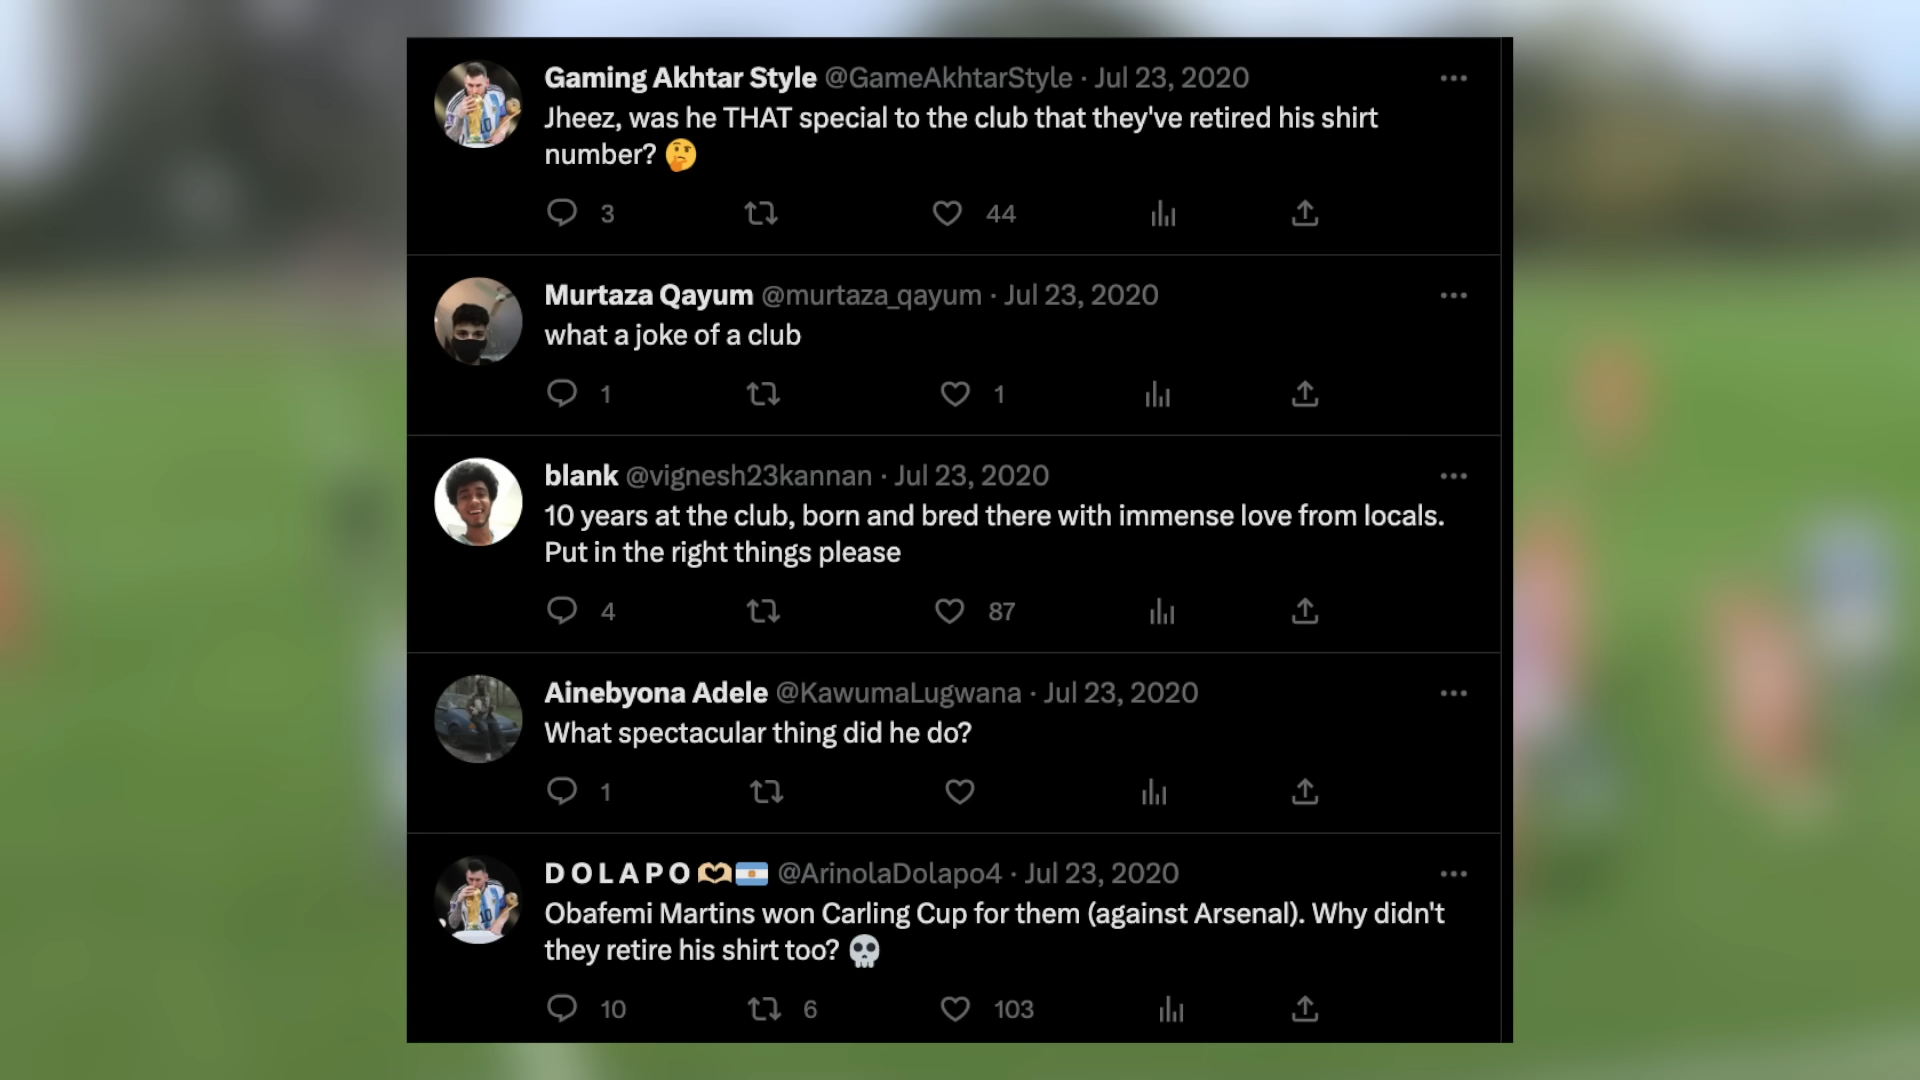 Gaming Akhtar Style @GameAkhtarStyle · Jul 23, 2020
Jheez, was he THAT special to the club that they've retired his shirt
number? 🤔
3 44
Murtaza Qayum @murtaza_qayum · Jul 23, 2020
what a joke of a club
1 1
blank @vignesh23kannan · Jul 23, 2020
10 years at the club, born and bred there with immense love from locals.
Put in the right things please
4 87
Ainebyona Adele @KawumaLugwana · Jul 23, 2020
What spectacular thing did he do?
1
D O L A P O 🫶🇦🇷 @ArinolaDolapo4 · Jul 23, 2020
Obafemi Martins won Carling Cup for them (against Arsenal). Why didn't
they retire his shirt too? 💀
10 6 103